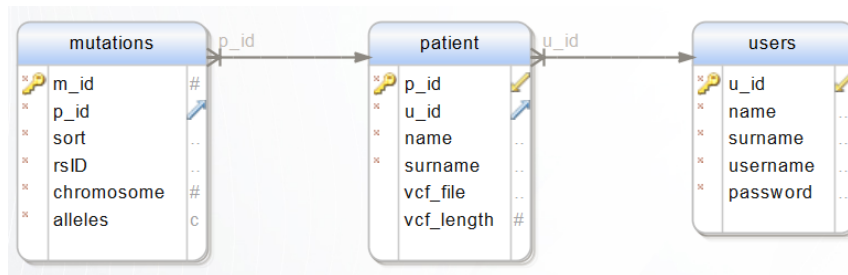 mutations
m_id #
p_id
sort ..
rsID ..
chromosome #
alleles c
p_id
patient
p_id
u_id
name ..
surname ..
vcf_file ..
vcf_length #
u_id
users
u_id
name ..
surname ..
username ..
password ..